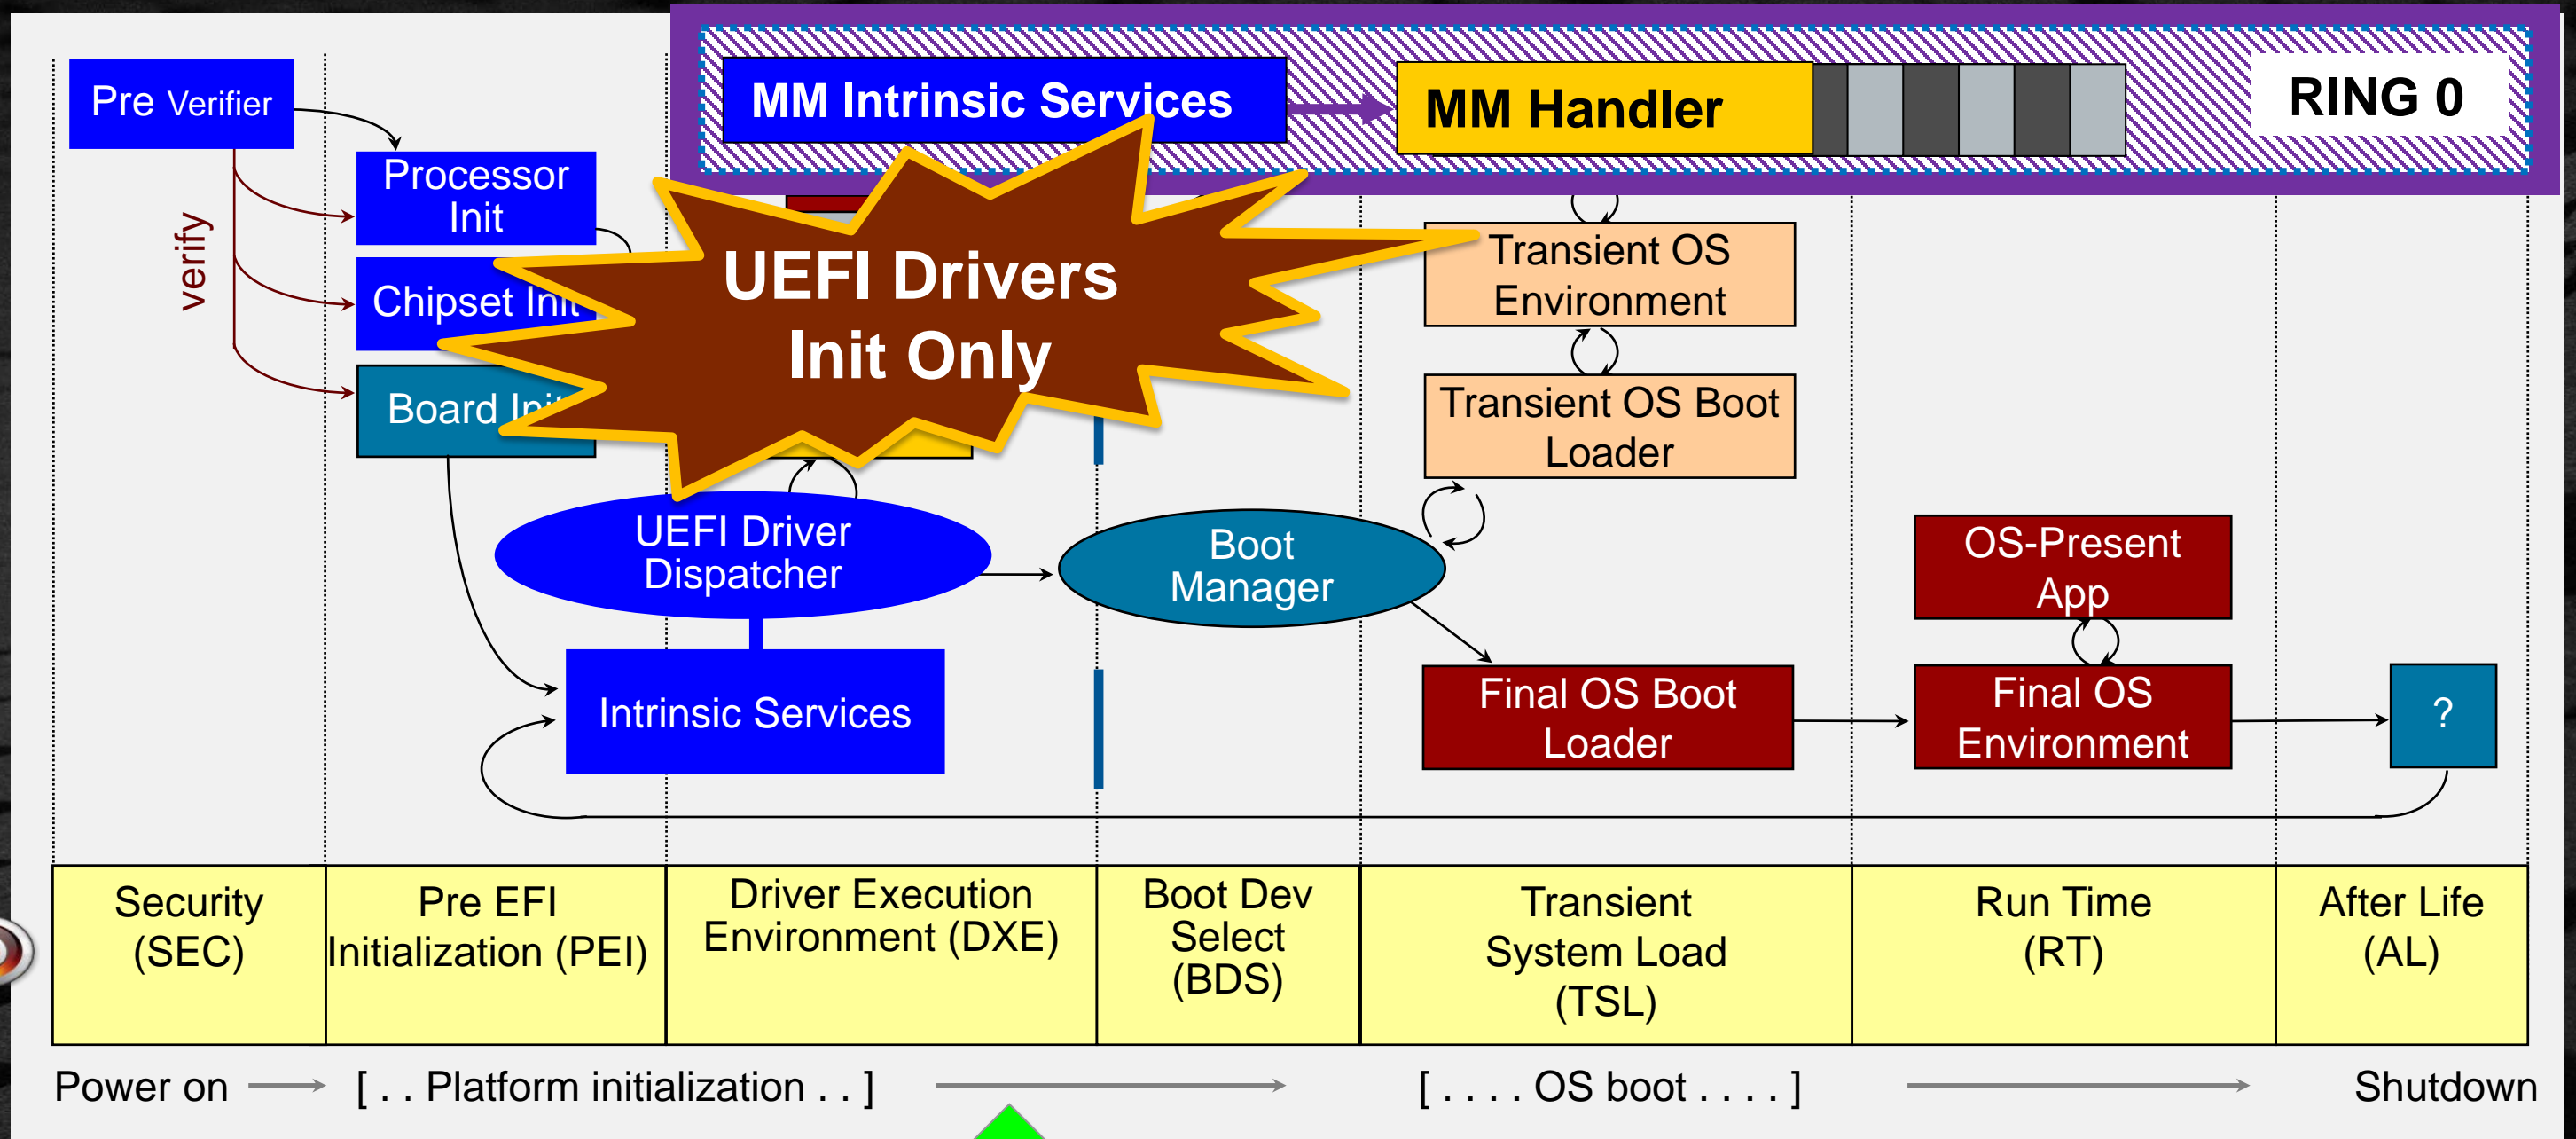 Pre Verifier
MM Intrinsic Services
MM Handler
RING 0
Processor
Init
verify
Chipset Init
Board Init
UEFI Drivers
Init Only
Transient OS
Environment
Transient OS Boot
Loader
UEFI Driver
Dispatcher
Boot
Manager
OS-Present
App
Intrinsic Services
Final OS Boot
Loader
Final OS
Environment
?
Security
(SEC)
Pre EFI
Initialization (PEI)
Driver Execution
Environment (DXE)
Boot Dev
Select
(BDS)
Transient
System Load
(TSL)
Run Time
(RT)
After Life
(AL)
Power on
[ . . Platform initialization . . ]
[ . . . . OS boot . . . . ]
Shutdown